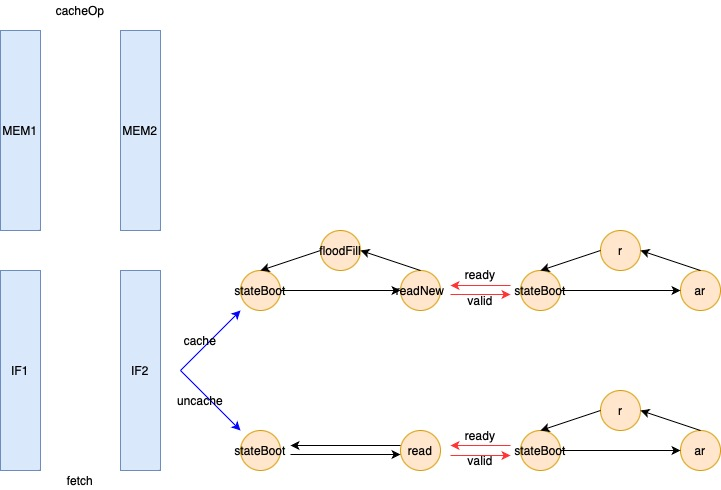 cacheOp
MEM1
MEM2
floodFill
r
stateBoot
readNew
ready
valid
stateBoot
ar
cache
IF1
IF2
uncache
r
stateBoot
read
ready
valid
stateBoot
ar
fetch